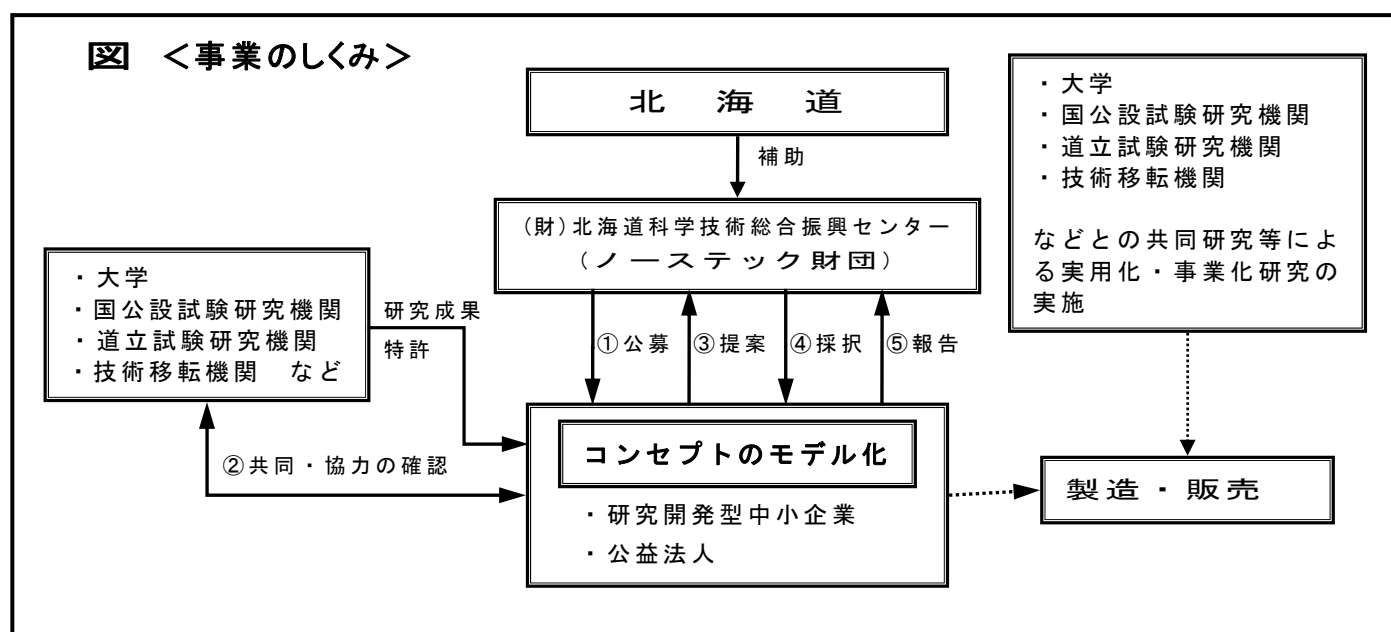 図 <事業のしくみ>
北 海 道
補助
(財)北海道科学技術総合振興センター
(ノーステック財団)
・大学
・国公設試験研究機関
・道立試験研究機関
・技術移転機関 など
研究成果
特許
①公募
③提案
④採択
⑤報告
②共同・協力の確認
コンセプトのモデル化
・研究開発型中小企業
・公益法人
・大学
・国公設試験研究機関
・道立試験研究機関
・技術移転機関
などとの共同研究等によ
る実用化・事業化研究の
実施
製造・販売